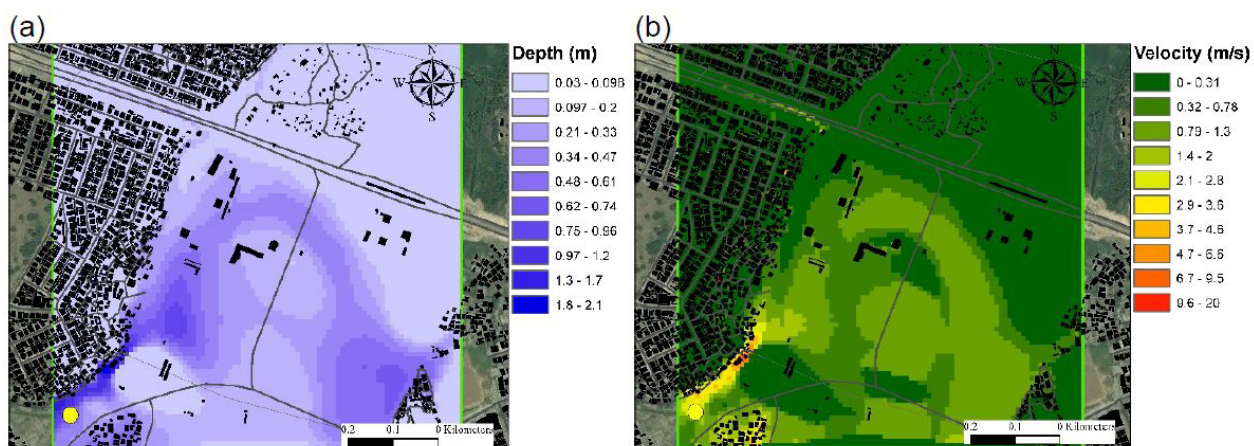 (a)
N
W
E
S
Depth (m)
0.03 - 0.096
0.097 - 0.2
0.21 - 0.33
0.34 - 0.47
0.48 - 0.61
0.62 - 0.74
0.75 - 0.96
0.97 - 1.2
1.3 - 1.7
1.8 - 2.1
0.2 0.1 0 Kilometers
(b)
N
W
E
S
Velocity (m/s)
0 - 0.31
0.32 - 0.78
0.79 - 1.3
1.4 - 2
2.1 - 2.8
2.9 - 3.6
3.7 - 4.6
4.7 - 6.6
6.7 - 9.5
9.6 - 20
0.2 0.1 0 Kilometers